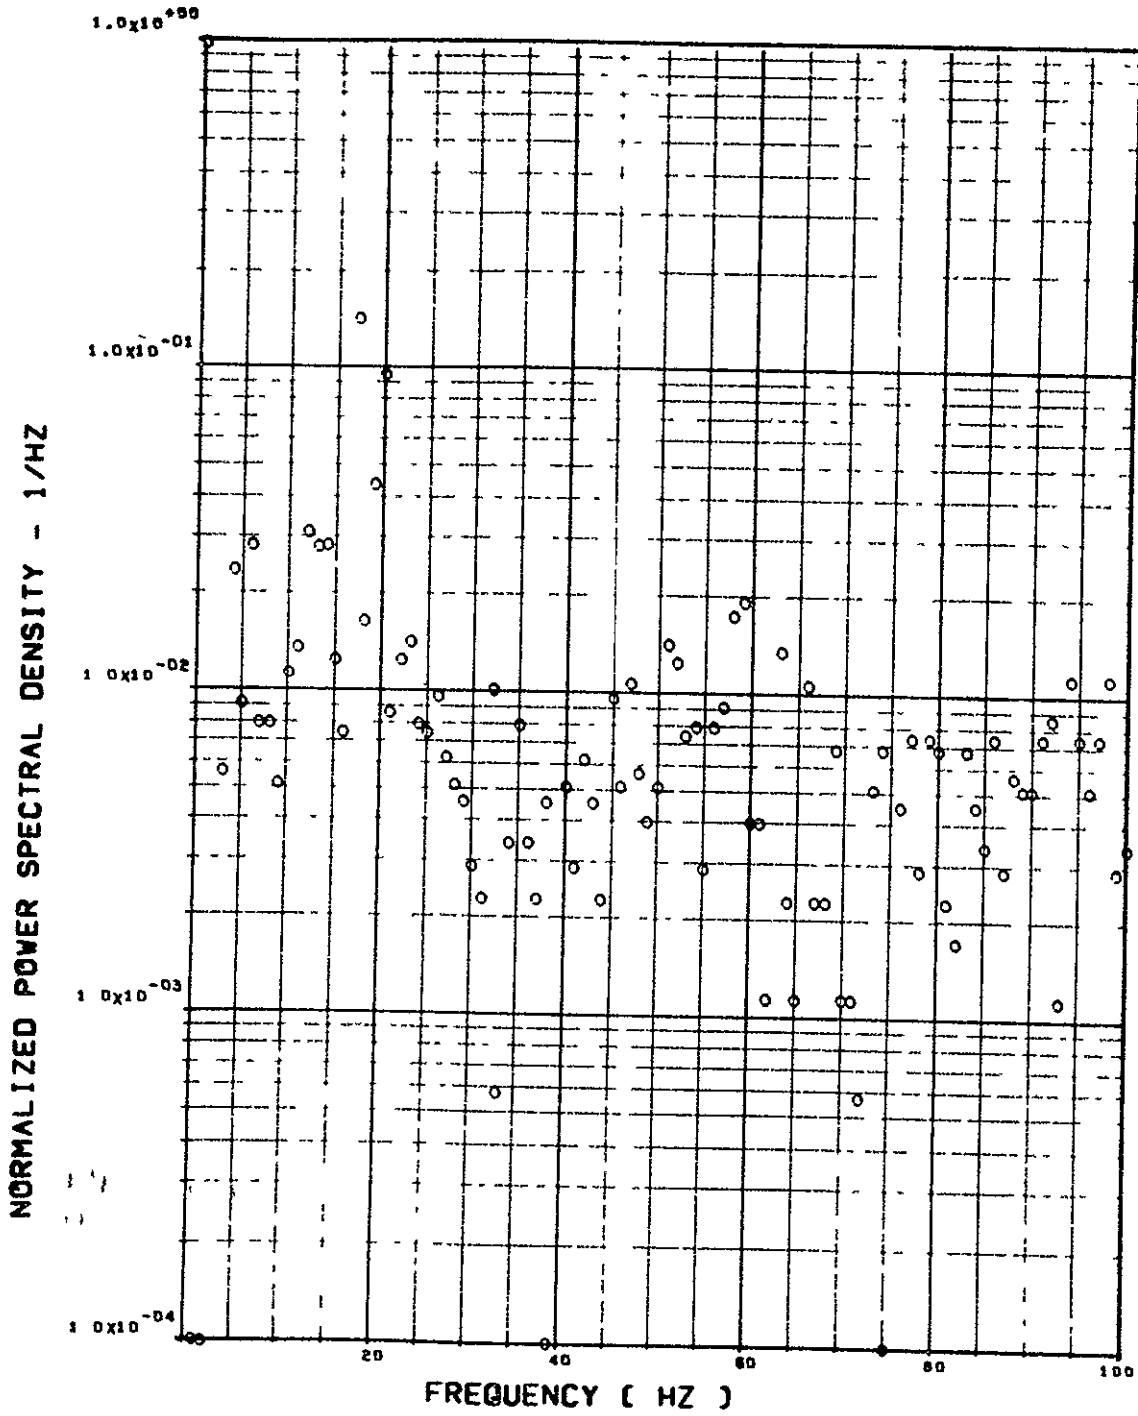 1.0x10+00
1.0x10-01
1 0x10-02
1 0x10-03
1 0x10-04
NORMALIZED POWER SPECTRAL DENSITY - 1/HZ
20 40 60 80 100
FREQUENCY ( HZ )